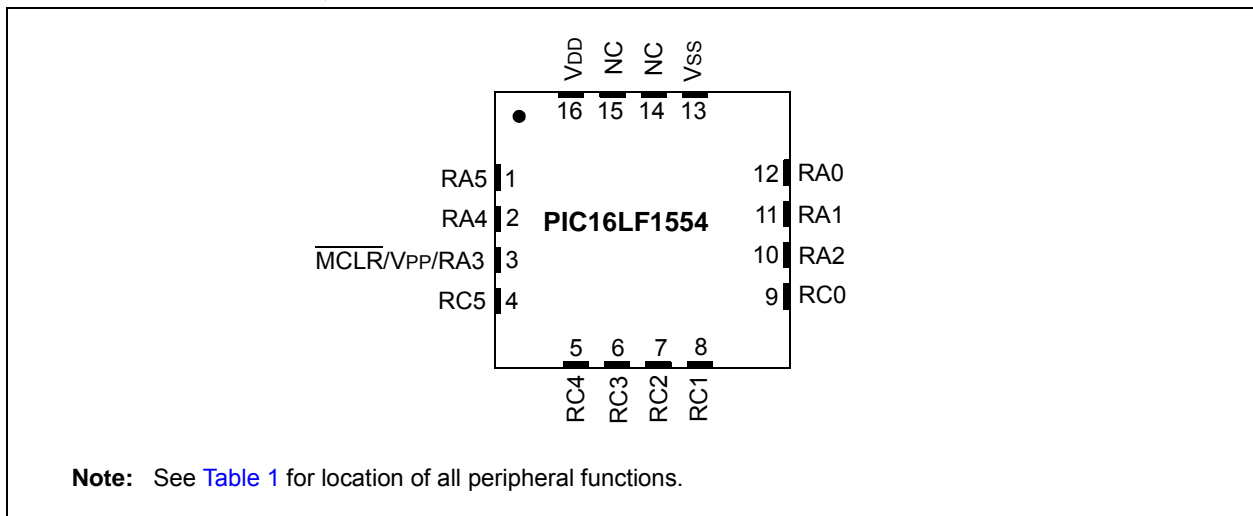 VDD NC NC VSS
16 15 14 13
RA5 1 12 RA0
RA4 2 PIC16LF1554 11 RA1
MCLR/VPP/RA3 3 10 RA2
RC5 4 9 RC0
5 6 7 8
RC4 RC3 RC2 RC1
Note: See Table 1 for location of all peripheral functions.